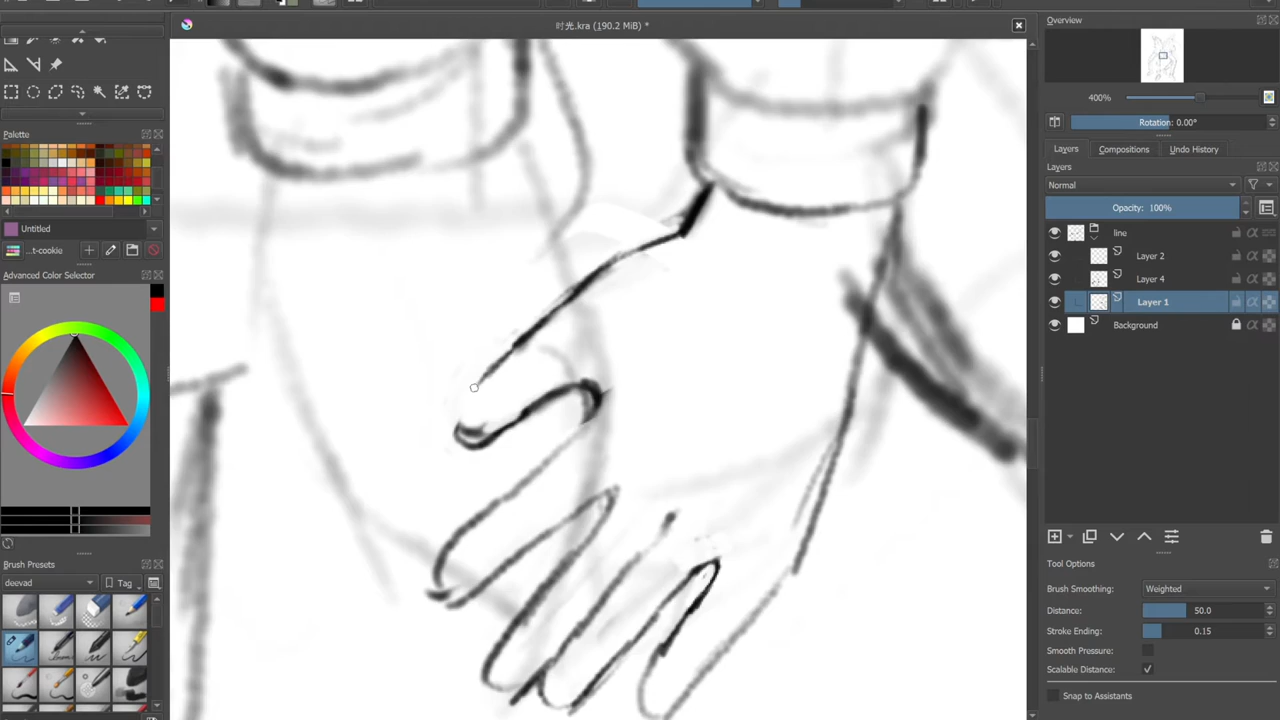 时光.kra (190.2 MiB) *
Overview
400%
Rotation: 0.00°
Layers
Compositions
Undo History
Layers
Normal
Opacity: 100%
line
Layer 2
Layer 4
Layer 1
Background
Tool Options
Brush Smoothing:
Weighted
Distance:
50.0
Stroke Ending:
0.15
Smooth Pressure:
Scalable Distance:
Snap to Assistants
Palette
Untitled
...t-cookie
Advanced Color Selector
Brush Presets
deevad
Tag